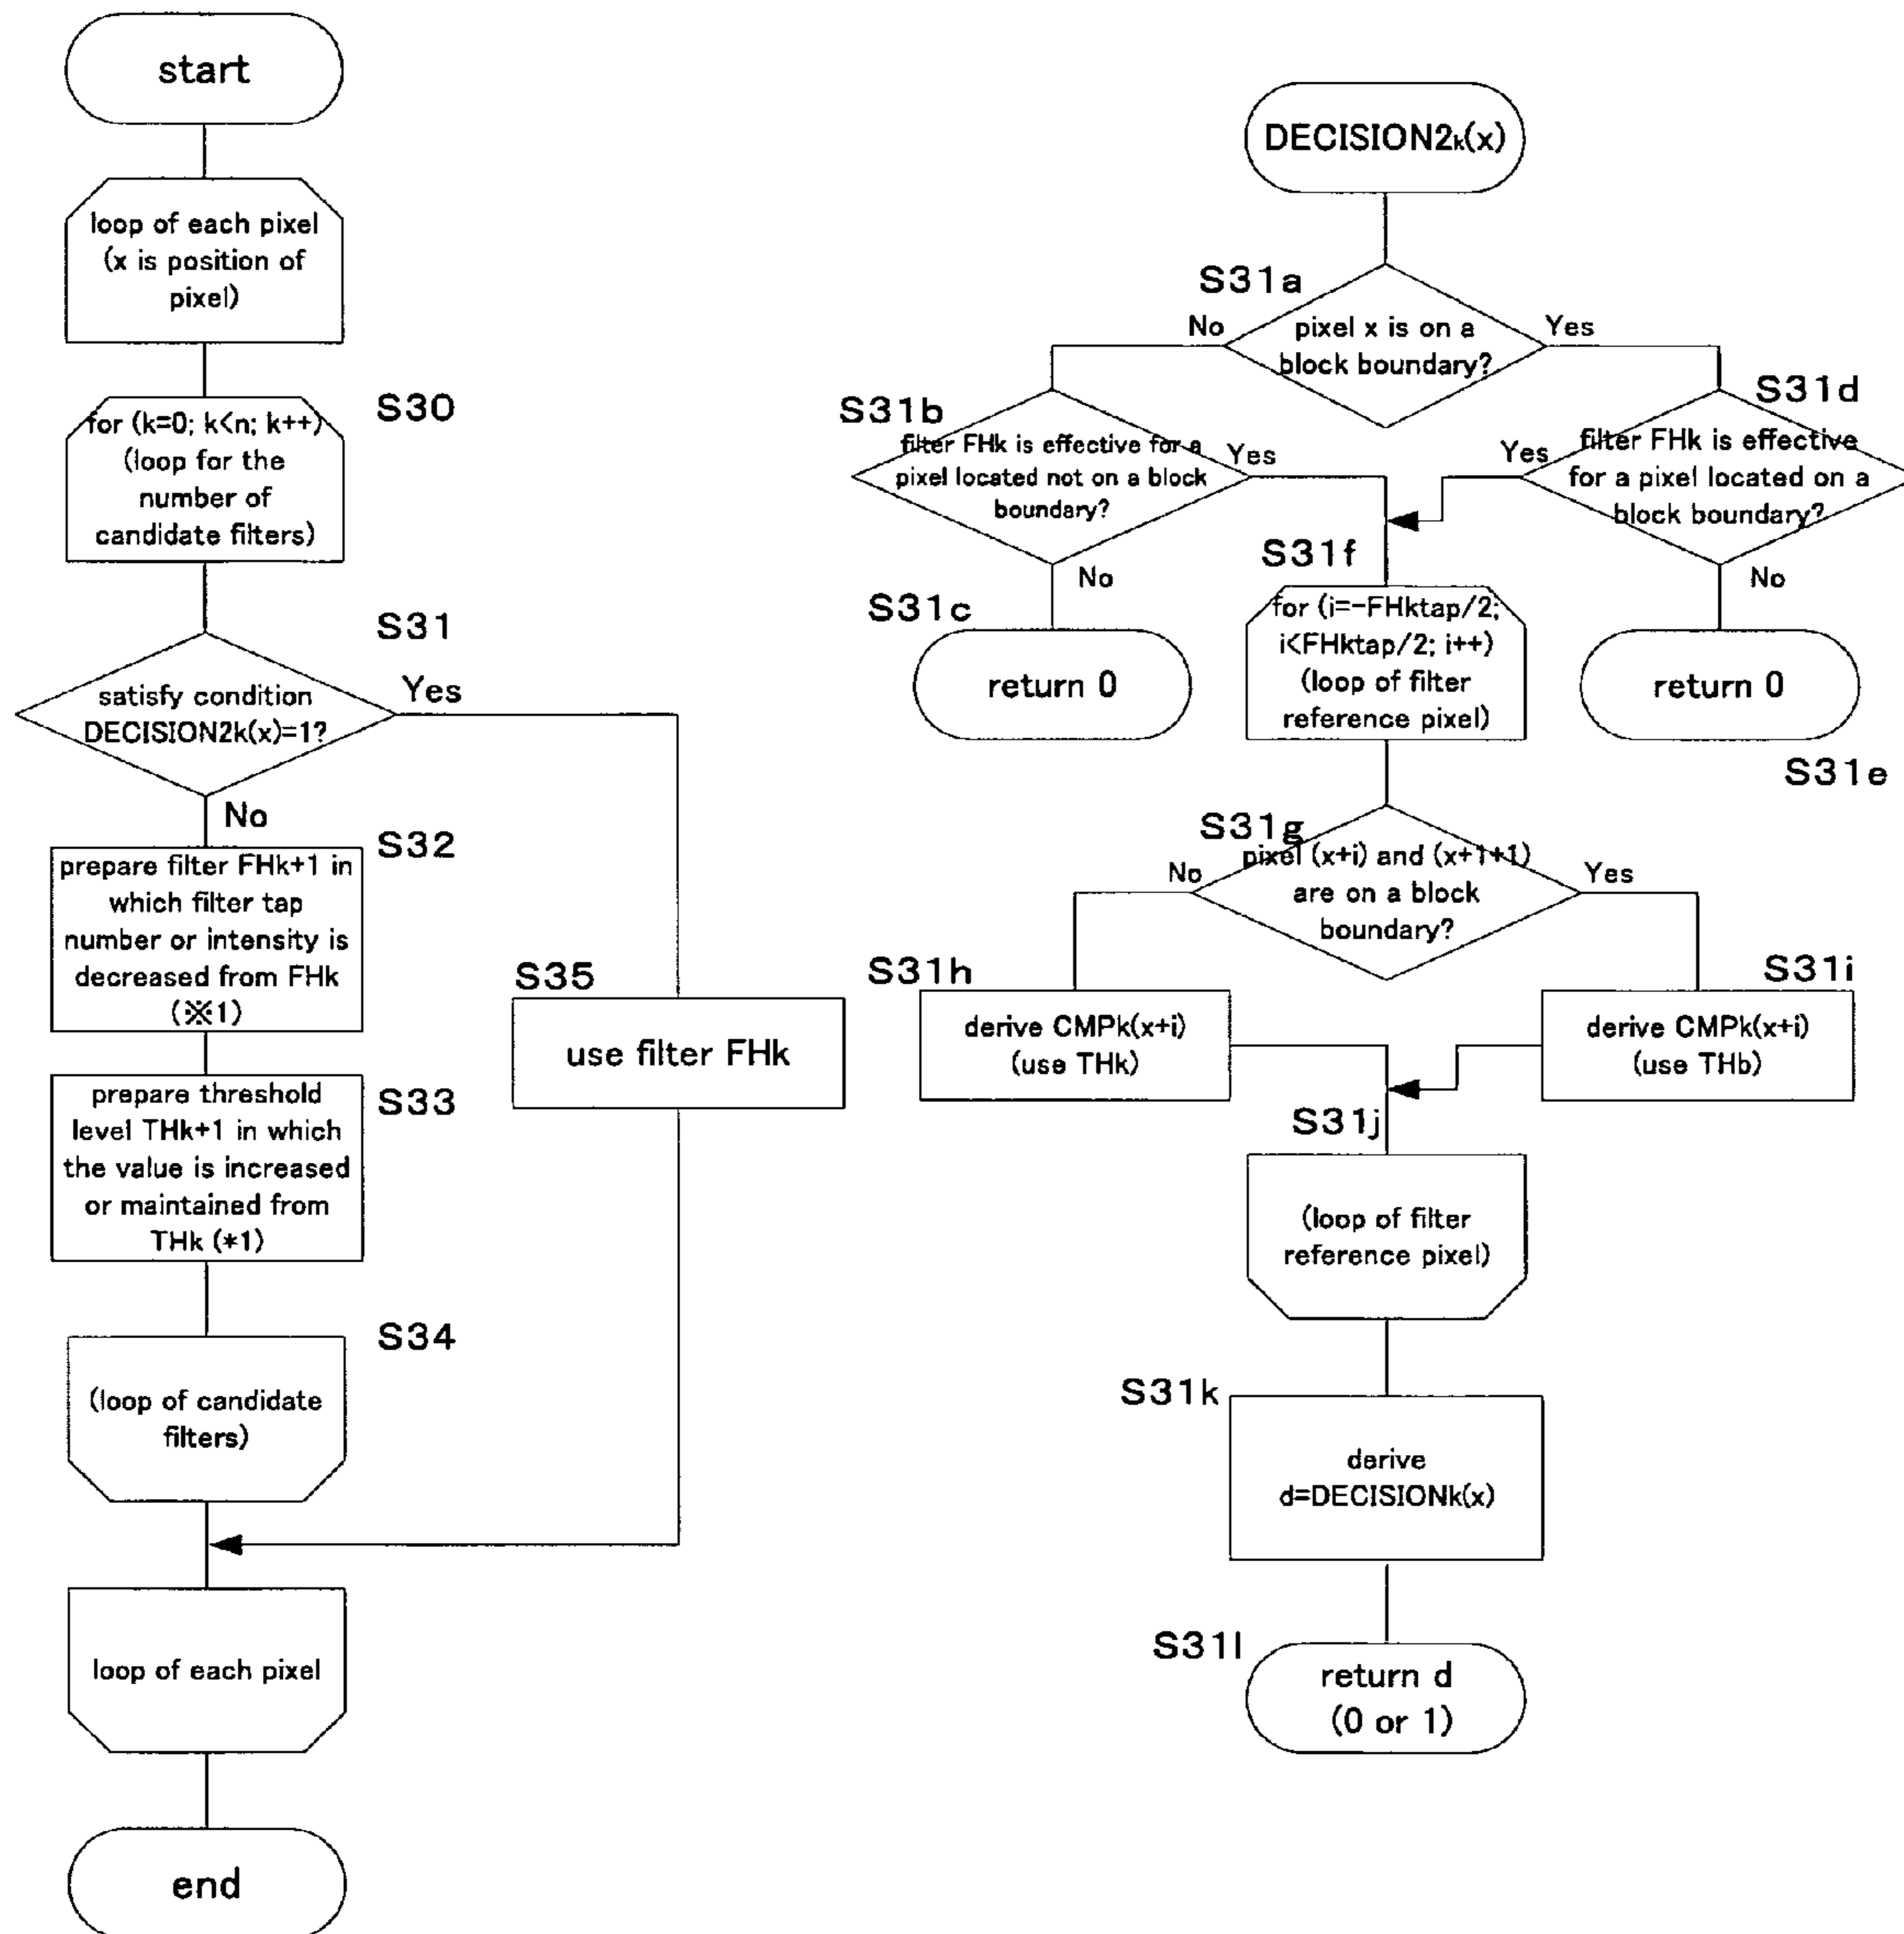 start
loop of each pixel
(x is position of
pixel)
S30
for (k=0; k<n; k++)
(loop for the
number of
candidate filters)
S31
satisfy condition
DECISION2k(x)=1?
Yes
No
S32
prepare filter FHk+1 in
which filter tap
number or intensity is
decreased from FHk
(※1)
S33
prepare threshold
level THk+1 in which
the value is increased
or maintained from
THk (*1)
S34
(loop of candidate
filters)
S35
use filter FHk
loop of each pixel
end
DECISION2k(x)
S31a
pixel x is on a
block boundary?
No
Yes
S31b
filter FHk is effective for a
pixel located not on a block
boundary?
Yes
No
S31c
return 0
S31d
filter FHk is effective
for a pixel located on a
block boundary?
Yes
No
return 0
S31e
S31f
for (i=-FHktap/2;
i<FHktap/2; i++)
(loop of filter
reference pixel)
S31g
pixel (x+i) and (x+1+1)
are on a block
boundary?
No
Yes
S31h
derive CMPk(x+i)
(use THk)
S31i
derive CMPk(x+i)
(use THb)
S31j
(loop of filter
reference pixel)
S31k
derive
d=DECISIONk(x)
S31l
return d
(0 or 1)